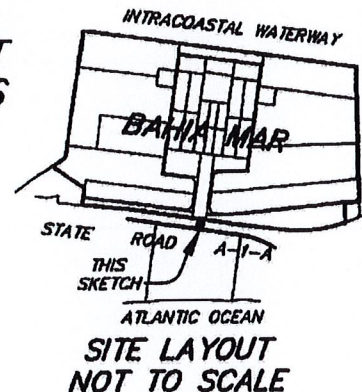 INTRACOASTAL WATERWAY
BAHIA MAR
STATE ROAD A-1-A
THIS
SKETCH
ATLANTIC OCEAN
SITE LAYOUT
NOT TO SCALE